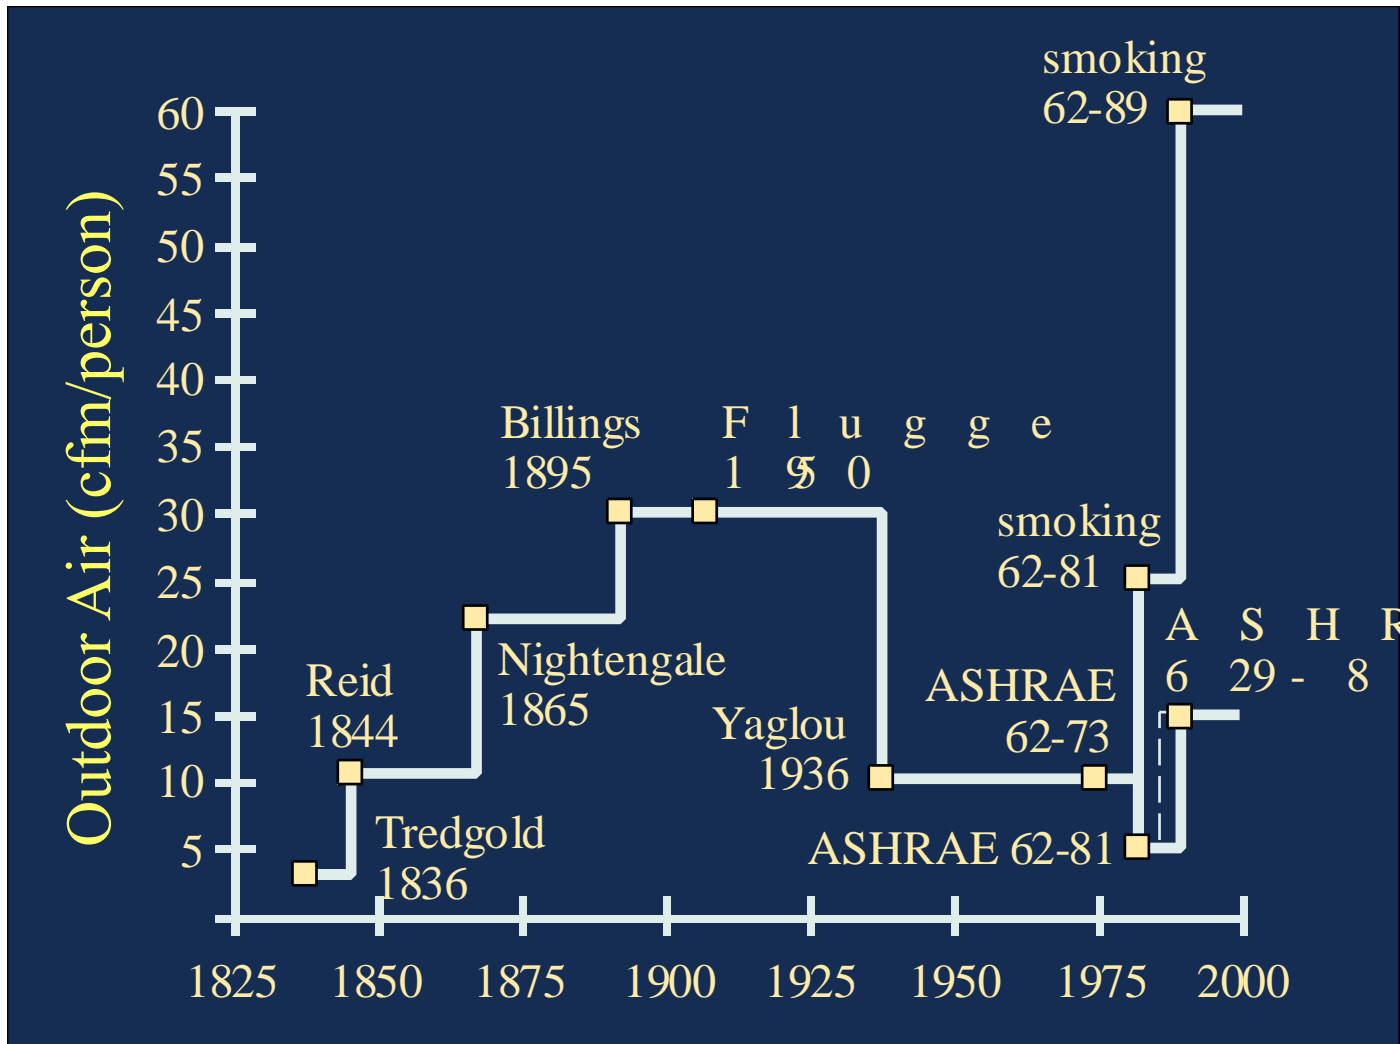 smoking
62-89
60
55
50
45
40
35
30
25
20
15
10
5
Outdoor Air (cfm/person)
Billings
1895
F l u g g e
smoking
62-81
A S H R
Reid
1844
Nightengale
1865
Yaglou
1936
ASHRAE
62-73
Tredgold
1836
ASHRAE 62-81
1825 1850 1875 1900 1925 1950 1975 2000